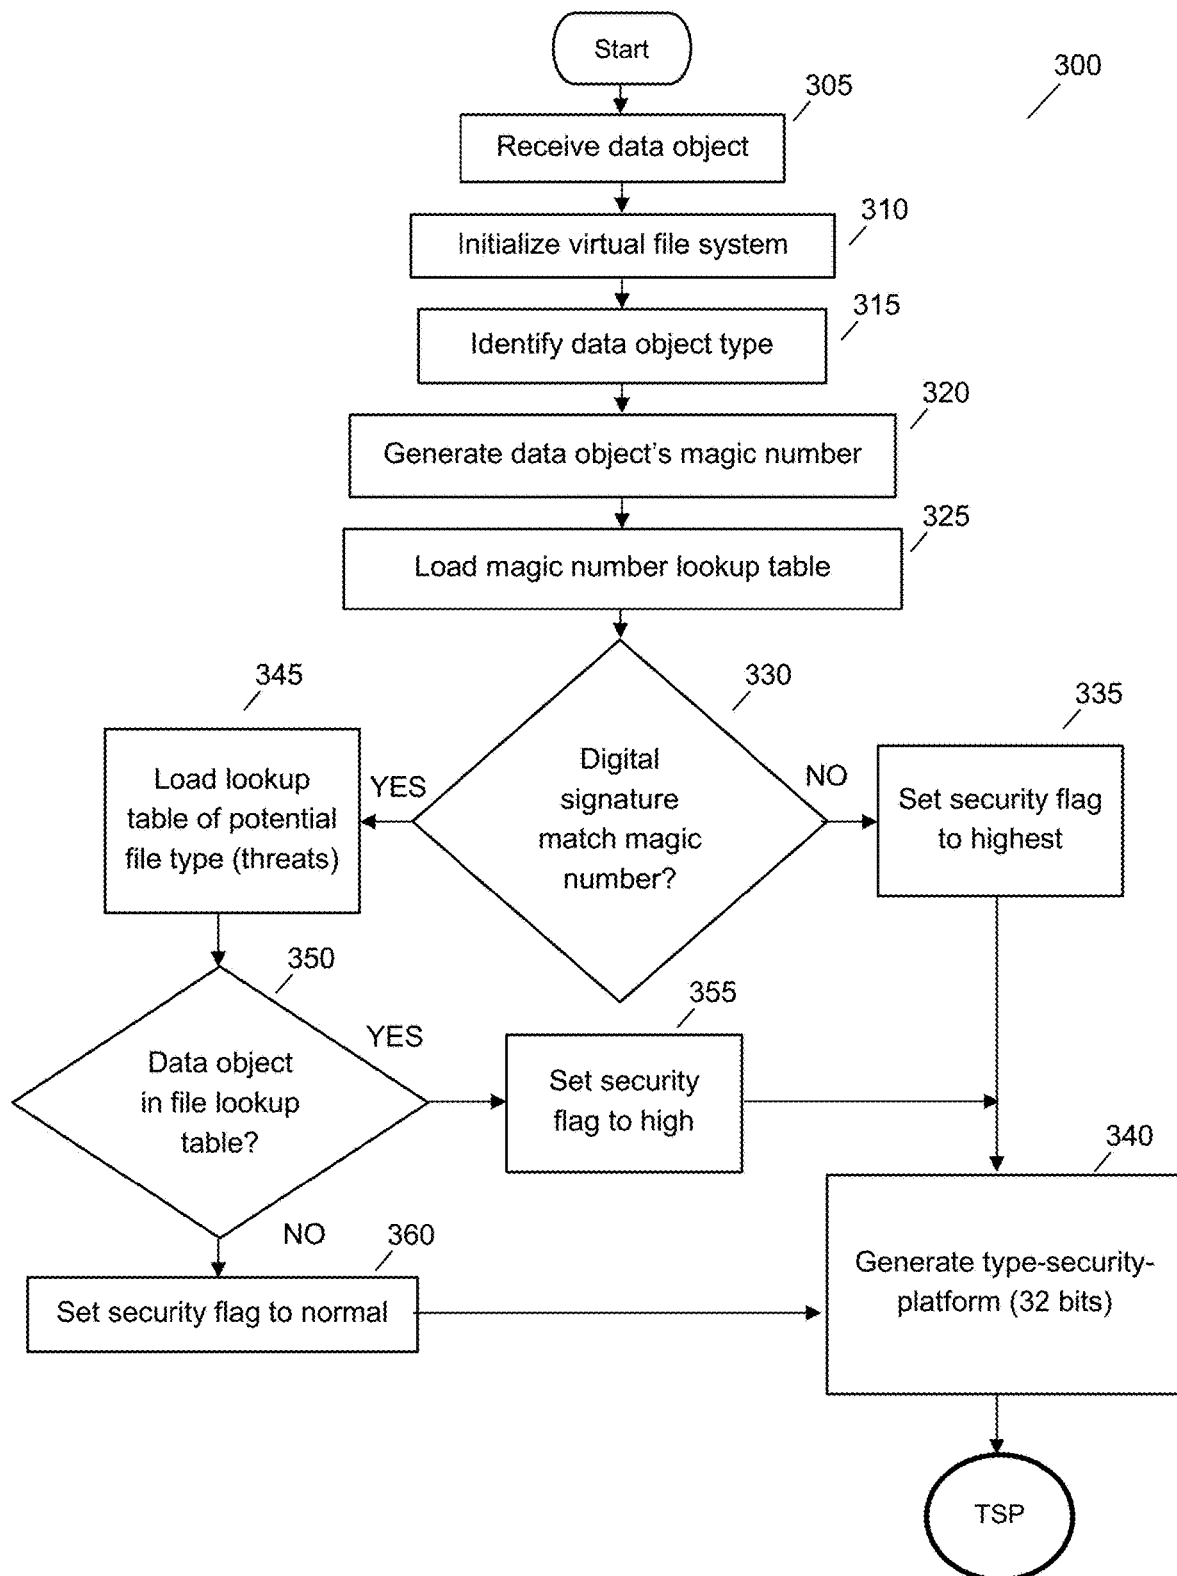 Start
300
305
Receive data object
310
Initialize virtual file system
315
Identify data object type
320
Generate data object's magic number
325
Load magic number lookup table
345
330
335
Load lookup
table of potential
file type (threats)
YES
Digital
signature
match magic
number?
NO
Set security flag
to highest
350
Data object
in file lookup
table?
YES
355
Set security
flag to high
340
NO
360
Set security flag to normal
Generate type-security-
platform (32 bits)
TSP